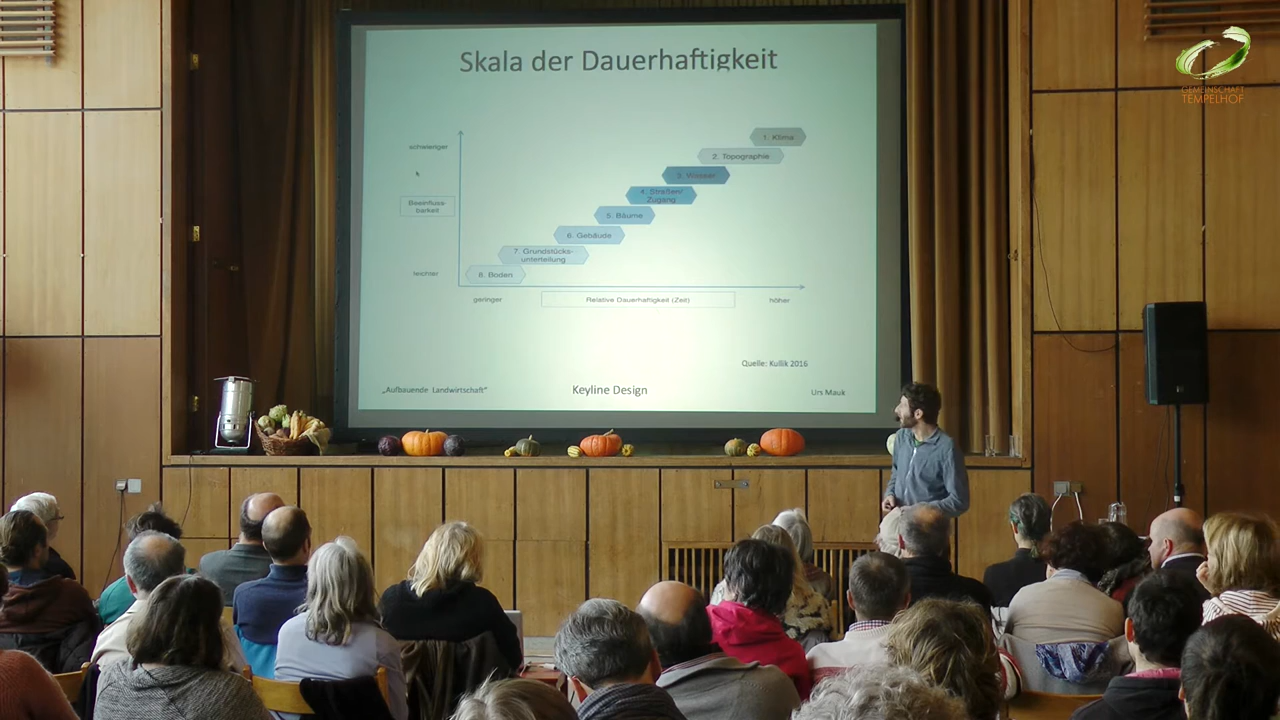 Skala der Dauerhaftigkeit
GEMEINSCHAFT
TEMPELHOF
schwieriger
1. Klima
2. Topographie
3. Wasser
4. Straßen/
Zugang
Beeinfluss-
barkeit
5. Bäume
6. Gebäude
7. Grundstücks-
unterteilung
leichter
8. Boden
geringer
Relative Dauerhaftigkeit (Zeit)
höher
Quelle: Kullik 2016
„Aufbauende Landwirtschaft“
Keyline Design
Urs Mauk